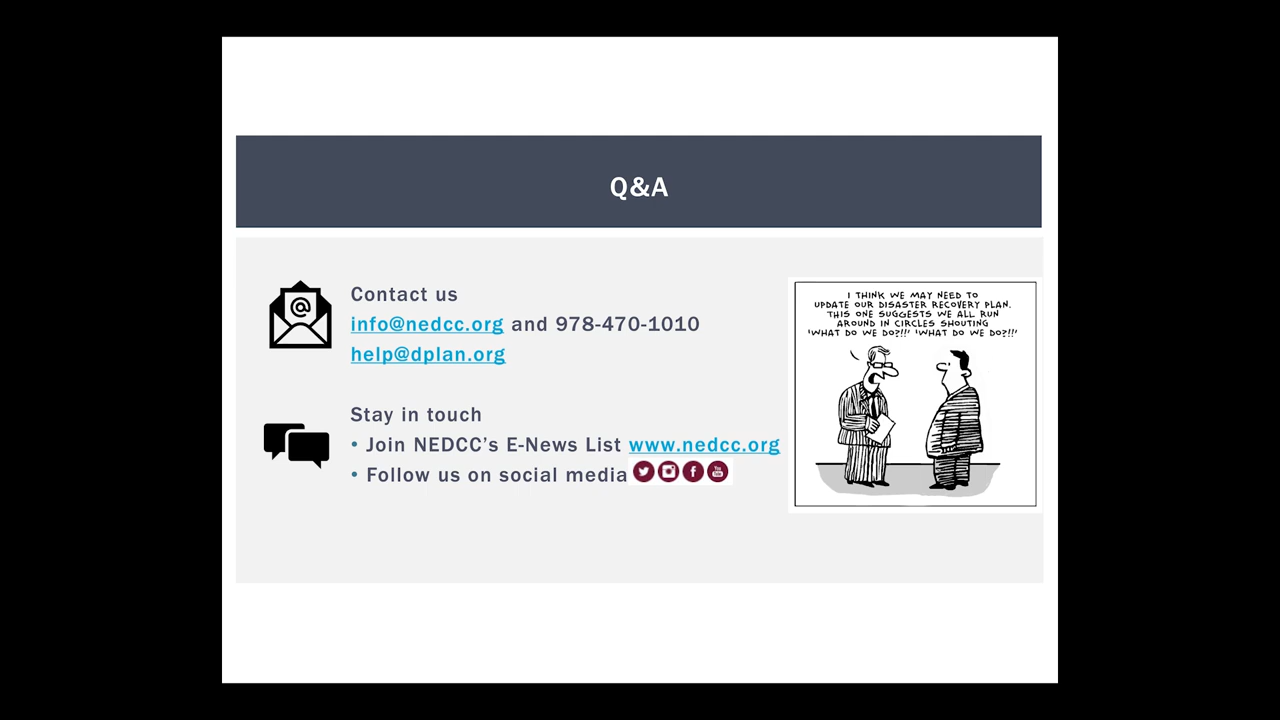 Q&A
Contact us
info@nedcc.org and 978-470-1010
help@dplan.org
Stay in touch
• Join NEDCC’s E-News List www.nedcc.org
• Follow us on social media
I THINK WE MAY NEED TO
UPDATE OUR DISASTER RECOVERY PLAN.
THIS ONE SUGGESTS WE ALL RUN
AROUND IN CIRCLES SHOUTING
'WHAT DO WE DO?!!' 'WHAT DO WE DO?!!'